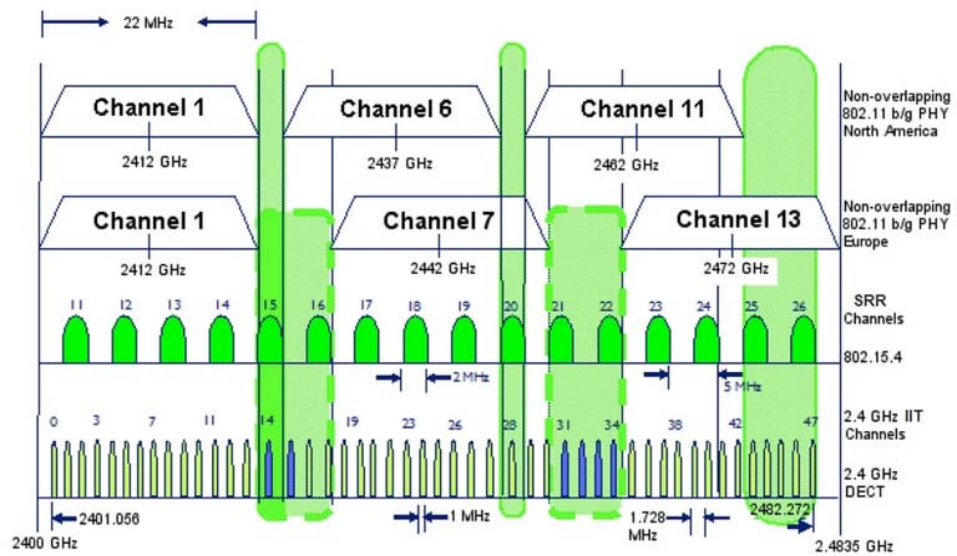 22 MHz
Channel 1
Channel 6
Channel 11
Non-overlapping
802.11 b/g PHY
North America
2412 GHz
2437 GHz
2462 GHz
Channel 1
Channel 7
Channel 13
Non-overlapping
802.11 b/g PHY
Europe
2412 GHz
2442 GHz
2472 GHz
11 12 13 14 15 16 17 18 19 20 21 22 23 24 25 26
SRR
Channels
802.15.4
2 MHz
5 MHz
0 3 7 11 14 19 23 26 28 31 34 38 42 47
2.4 GHz IIT
Channels
2.4 GHz
DECT
2401.056
1 MHz
1.728
MHz
2482.272
2400 GHz
2.4835 GHz